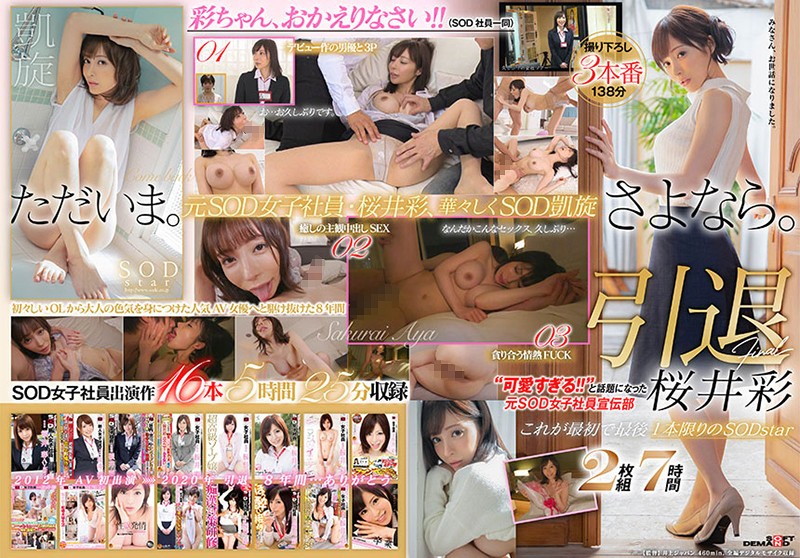 凱旋
ただいま。
SOD
star
初々しいOLから大人の色気を身につけた人気AV女優へと駆け抜けた8年間
SOD女子社員出演作16本5時間25分収録
2012年 AV初出演
2020年 引退
8年間…ありがとう
彩ちゃん、おかえりなさい!!(SOD 社員一同)
01
デビュー作の男優と3P
お…お久しぶりです。
元SOD女子社員・桜井彩、華々しくSOD凱旋
癒しの主観中出しSEX
02
なんだかこんなセックス、久しぶり…
Sakurai Aya
03
貪り合う情熱FUCK
撮り下ろし
3本番
138分
みなさん、お世話になりました。
さよなら。
引退
Final
"可愛すぎる!!"と話題になった
元SOD女子社員宣伝部
桜井彩
これが最初で最後 1本限りのSODstar
2枚組7時間
SOFT
ON
DEMAND